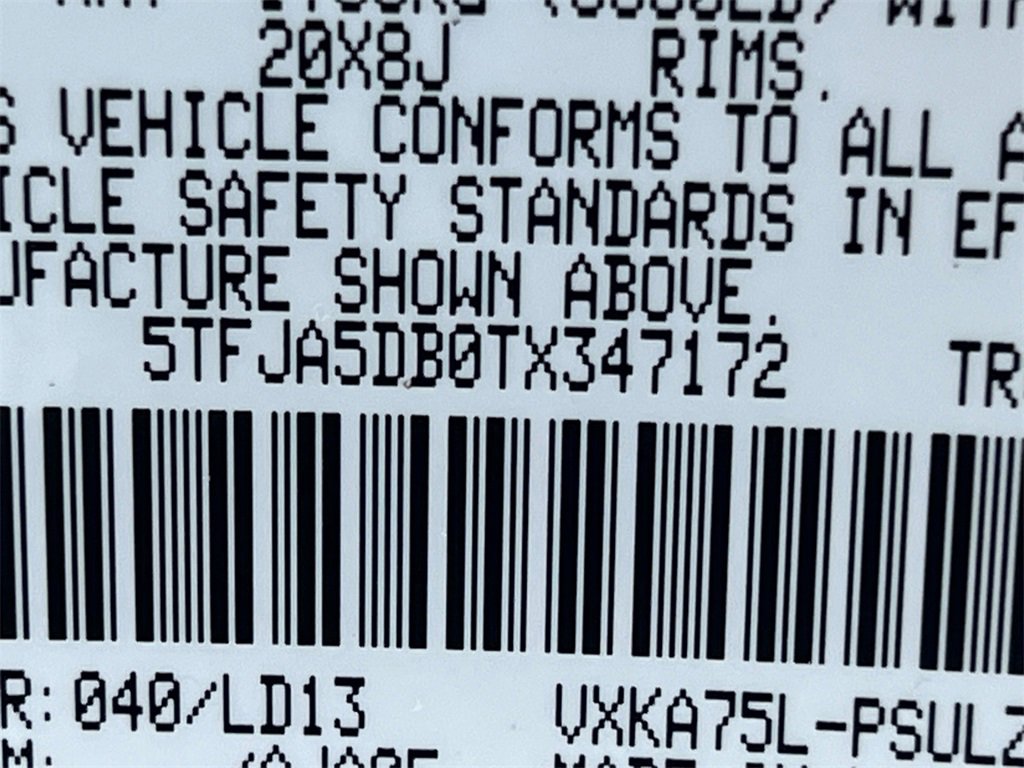 20X8J RIMS.
VEHICLE CONFORMS TO ALL A
ICLE SAFETY STANDARDS IN EF
UFACTURE SHOWN ABOVE.
5TFJA5DB0TX347172 TR
R: 040/LD13 VXKA75L-PSULZ